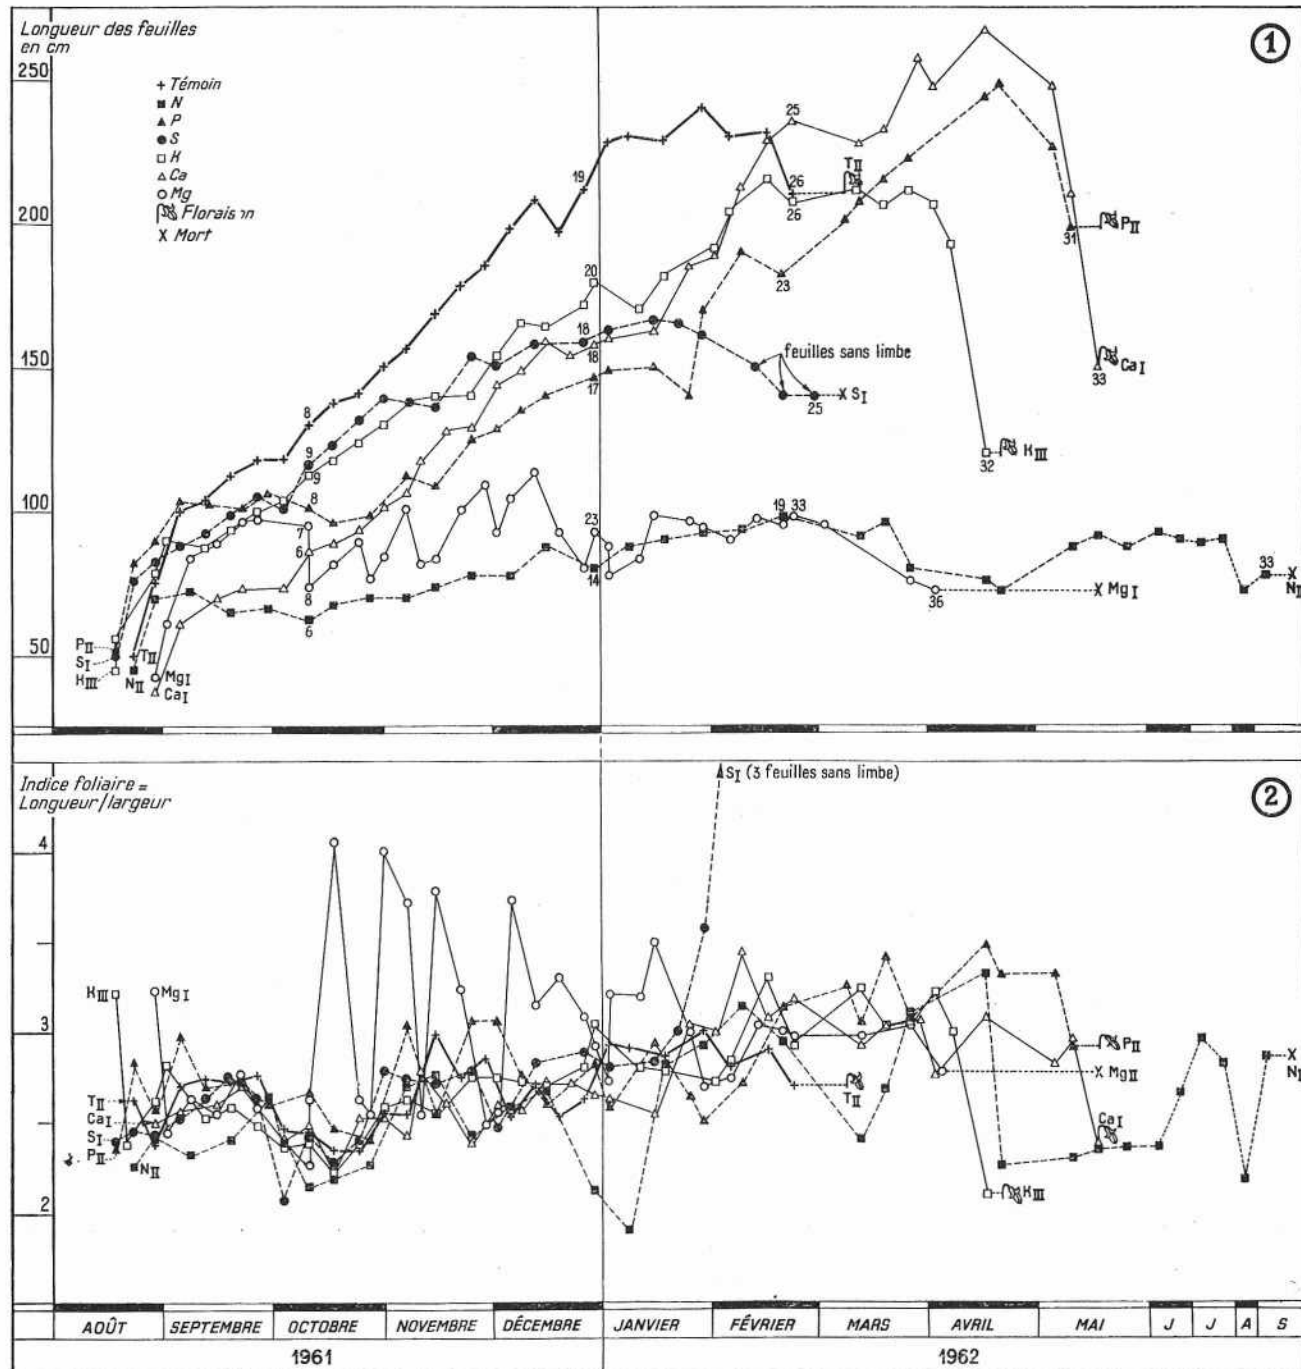 Longueur des feuilles
en cm
1
250
200
150
100
50
+ Témoin
N
P
S
K
Ca
Mg
Floraison
X Mort
8
9
9
8
7
6
8
6
19
20
18
18
17
23
14
25
26
26
TII
23
feuilles sans limbe
25
X SI
19
33
31
PII
33
CaI
32
KIII
36
X MgI
33
X
NII
PII
SI
KIII
NII
TII
MgI
CaI
Indice foliaire =
Longueur/largeur
2
SI (3 feuilles sans limbe)
4
3
2
KIII
MgI
TII
CaI
SI
PII
NII
TII
PII
X MgII
CaI
KIII
X
NII
AOÛT SEPTEMBRE OCTOBRE NOVEMBRE DÉCEMBRE JANVIER FÉVRIER MARS AVRIL MAI J J A S
1961 1962